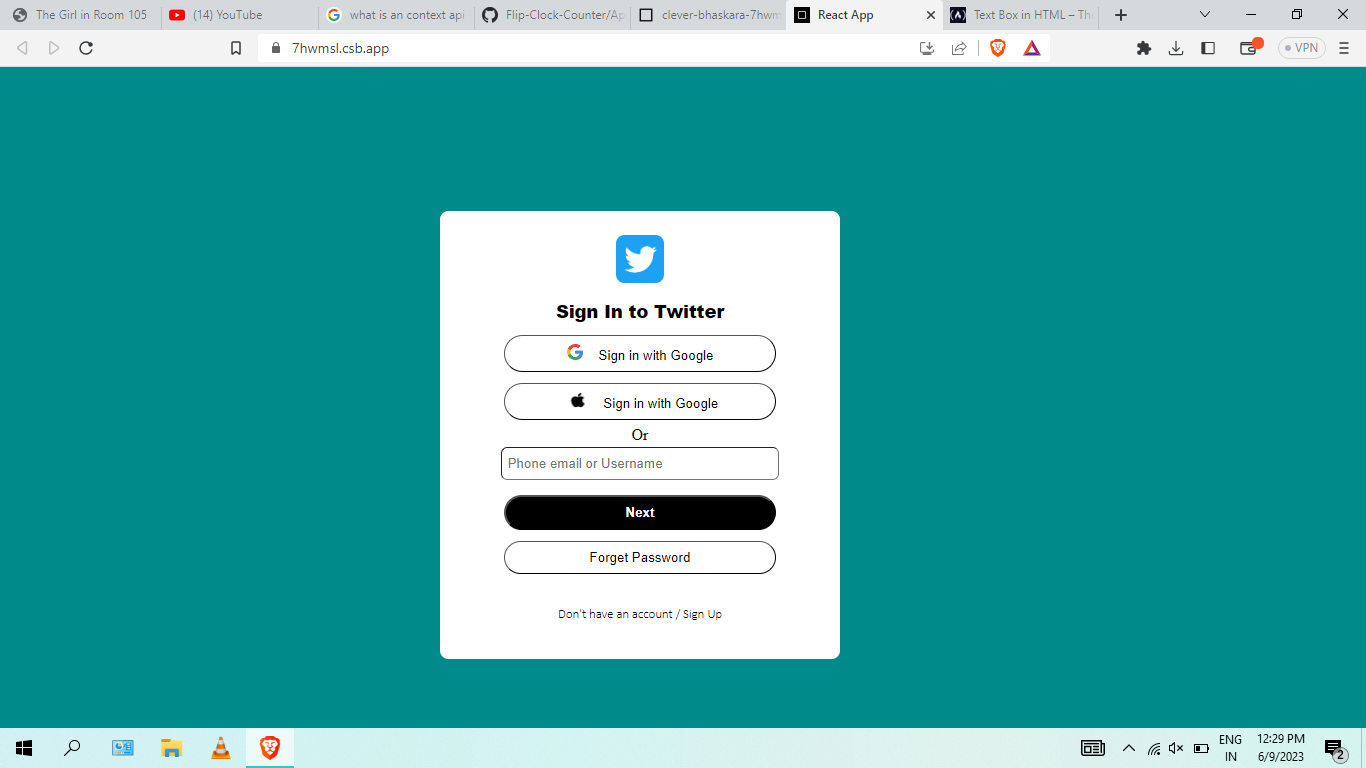 The Girl in Room 105
(14) YouTube
what is an context api
Flip-Clock-Counter/Ap
clever-bhaskara-7hwm
React App
Text Box in HTML – Th
7hwmsl.csb.app
VPN
Sign In to Twitter
Sign in with Google
Sign in with Google
Or
Phone email or Username
Next
Forget Password
Don't have an account / Sign Up
ENG
IN
12:29 PM
6/9/2023
2